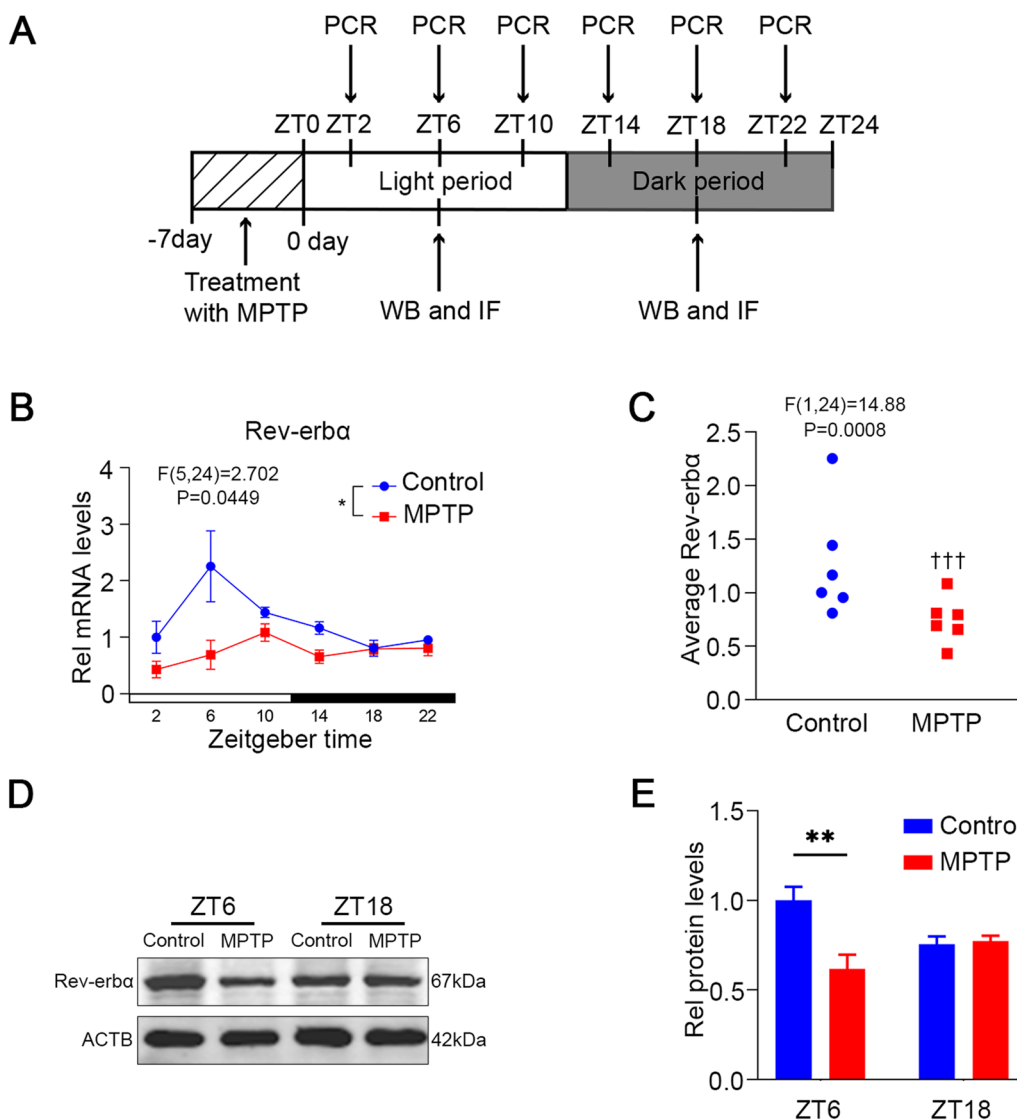 A
PCR PCR PCR PCR PCR PCR
ZT0 ZT2 ZT6 ZT10 ZT14 ZT18 ZT22 ZT24
Light period Dark period
-7day 0 day
Treatment
with MPTP
WB and IF WB and IF
B
Rev-erbα
F(5,24)=2.702
P=0.0449
Control
*
MPTP
Rel mRNA levels
4
3
2
1
0
2 6 10 14 18 22
Zeitgeber time
C
F(1,24)=14.88
P=0.0008
Average Rev-erbα
2.5
2.0
1.5
1.0
0.5
0.0
†††
Control MPTP
D
ZT6 ZT18
Control MPTP Control MPTP
Rev-erbα 67kDa
ACTB 42kDa
E
Rel protein levels
1.5
1.0
0.5
0.0
**
Contro
MPTP
ZT6 ZT18